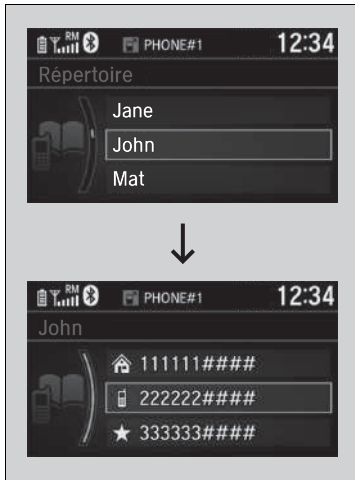 RM PHONE#1 12:34
Répertoire
Jane
John
Mat
RM PHONE#1 12:34
John
111111####
222222####
333333####